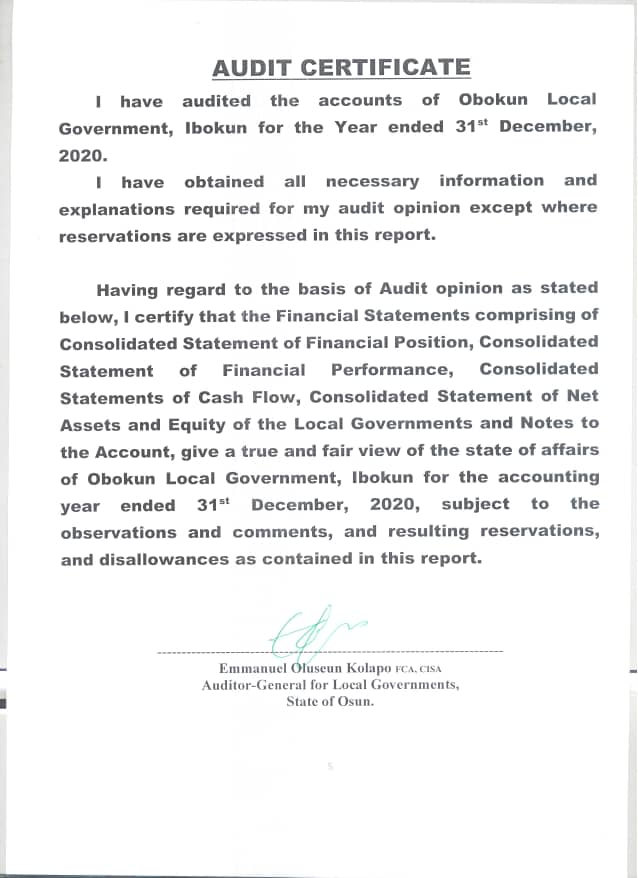 AUDIT CERTIFICATE
I have audited the accounts of Obokun Local
Government, Ibokun for the Year ended 31st December,
2020.
I have obtained all necessary information and
explanations required for my audit opinion except where
reservations are expressed in this report.
Having regard to the basis of Audit opinion as stated
below, I certify that the Financial Statements comprising of
Consolidated Statement of Financial Position, Consolidated
Statement of Financial Performance, Consolidated
Statements of Cash Flow, Consolidated Statement of Net
Assets and Equity of the Local Governments and Notes to
the Account, give a true and fair view of the state of affairs
of Obokun Local Government, Ibokun for the accounting
year ended 31st December, 2020, subject to the
observations and comments, and resulting reservations,
and disallowances as contained in this report.
Emmanuel Oluseun Kolapo FCA, CISA
Auditor-General for Local Governments,
State of Osun.
5